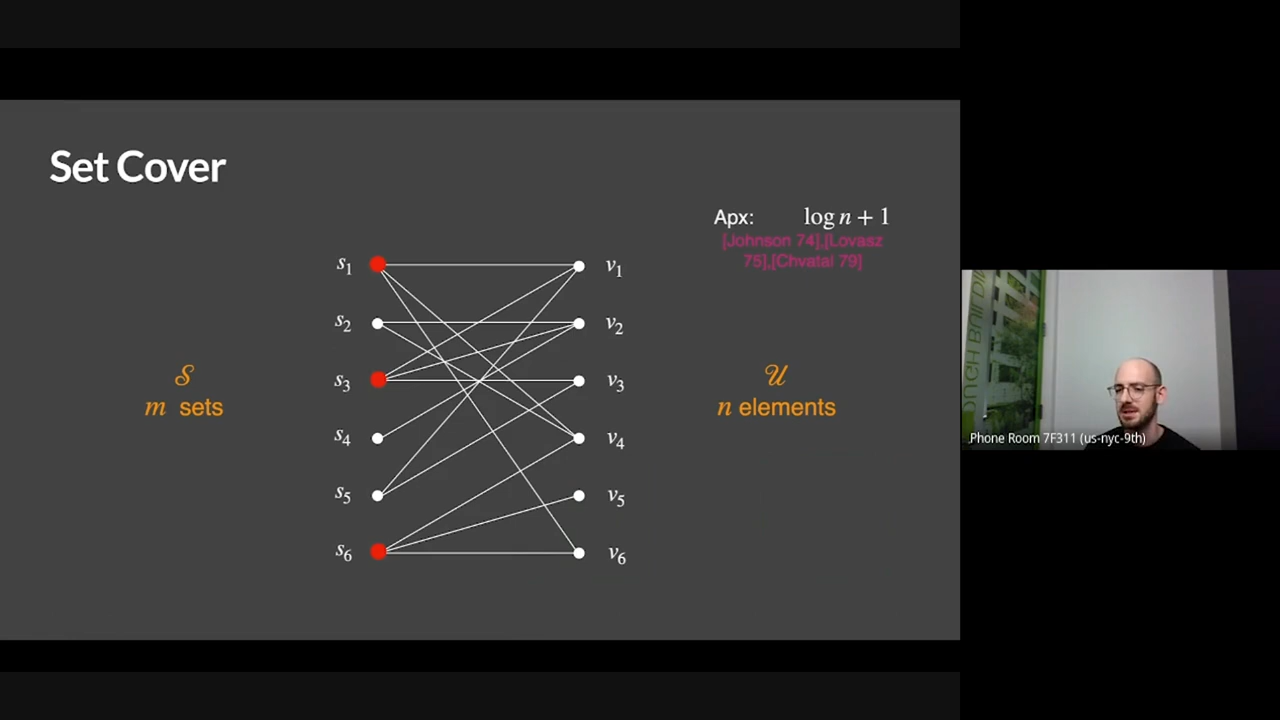 Set Cover
Apx: log n + 1
[Johnson 74],[Lovasz
75],[Chvatal 79]
s1
v1
s2
v2
s3
v3
s4
v4
s5
v5
s6
v6
𝒮
m sets
𝒰
n elements
Phone Room 7F311 (us-nyc-9th)